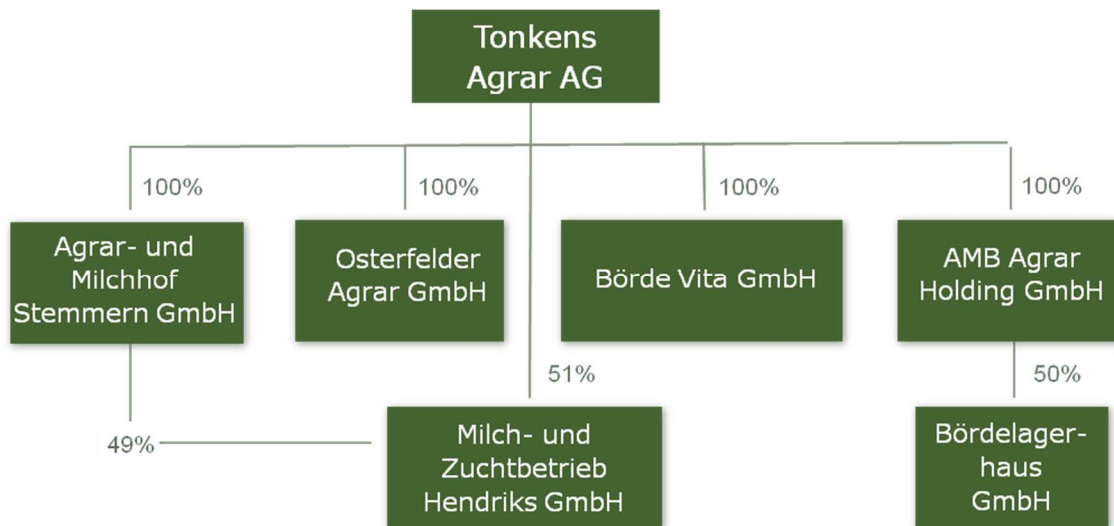 Tonkens
Agrar AG
100%
100%
100%
100%
Agrar- und
Milchhof
Stemmern GmbH
Osterfelder
Agrar GmbH
Börde Vita GmbH
AMB Agrar
Holding GmbH
49%
51%
50%
Milch- und
Zuchtbetrieb
Hendriks GmbH
Bördelager-
haus
GmbH